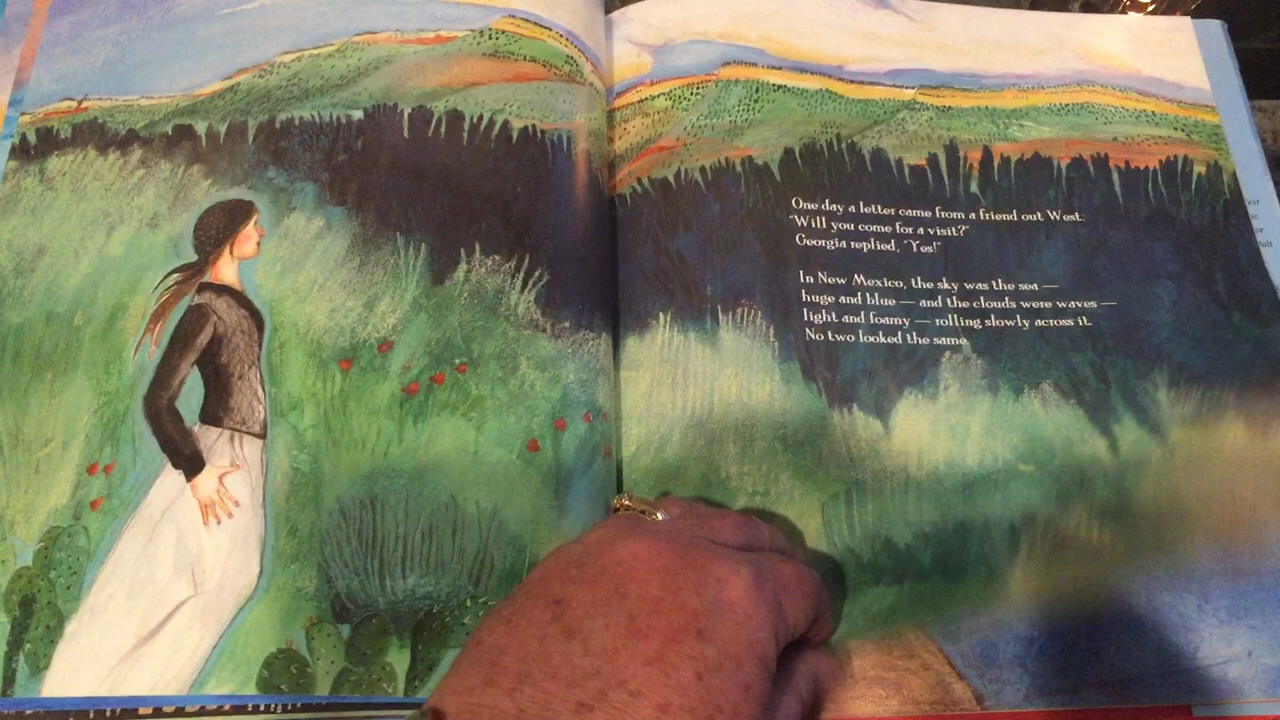 One day a letter came from a friend out West:
"Will you come for a visit?"
Georgia replied, "Yes!"
In New Mexico, the sky was the sea —
huge and blue — and the clouds were waves —
light and foamy — rolling slowly across it.
No two looked the same.